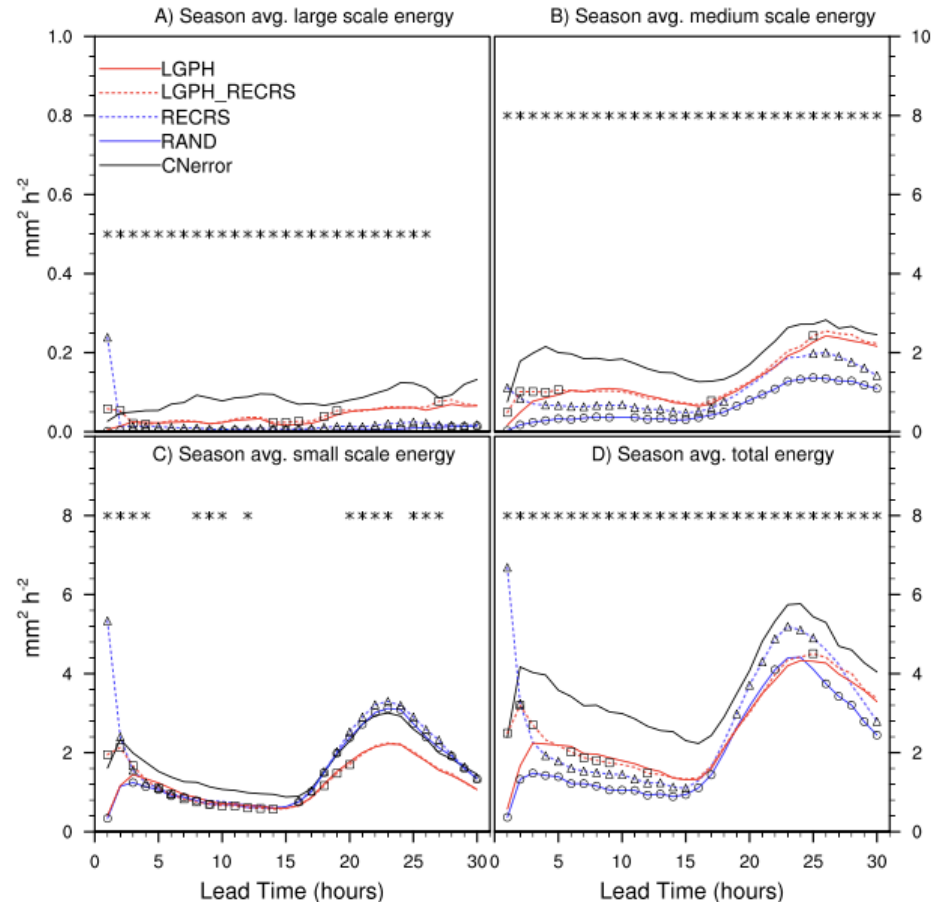 A) Season avg. large scale energy
B) Season avg. medium scale energy
1.0
0.8
0.6
0.4
0.2
0.0
mm² h⁻²
LGPH
LGPH_RECRS
RECRS
RAND
CNerror
10
8
6
4
2
0
C) Season avg. small scale energy
D) Season avg. total energy
8
6
4
2
0
mm² h⁻²
8
6
4
2
0
0 5 10 15 20 25 30
0 5 10 15 20 25 30
Lead Time (hours)
Lead Time (hours)